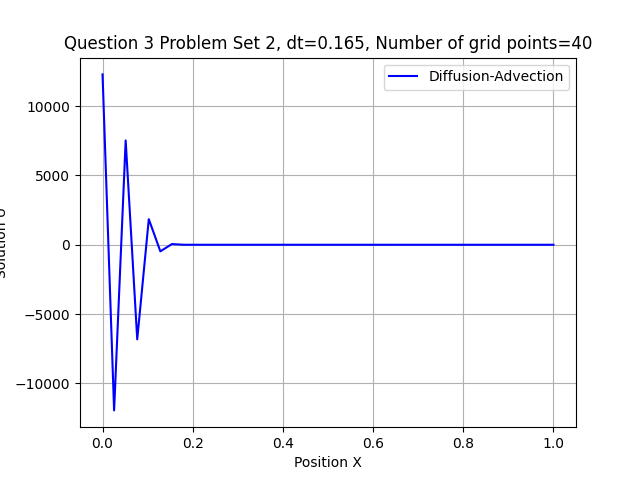 Question 3 Problem Set 2, dt=0.165, Number of grid points=40
Diffusion-Advection
10000
5000
0
−5000
−10000
0.0 0.2 0.4 0.6 0.8 1.0
Position X